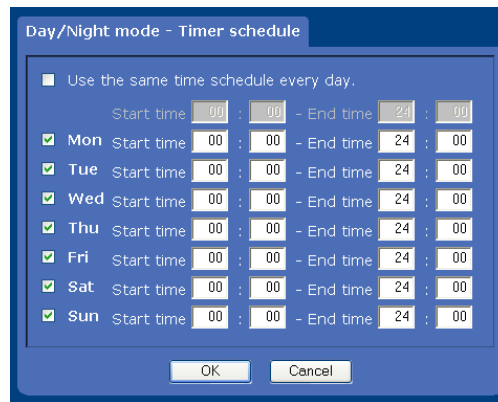 Day/Night mode - Timer schedule
Use the same time schedule every day.
Start time 00 : 00 - End time 24 : 00
Mon Start time 00 : 00 - End time 24 : 00
Tue Start time 00 : 00 - End time 24 : 00
Wed Start time 00 : 00 - End time 24 : 00
Thu Start time 00 : 00 - End time 24 : 00
Fri Start time 00 : 00 - End time 24 : 00
Sat Start time 00 : 00 - End time 24 : 00
Sun Start time 00 : 00 - End time 24 : 00
OK Cancel